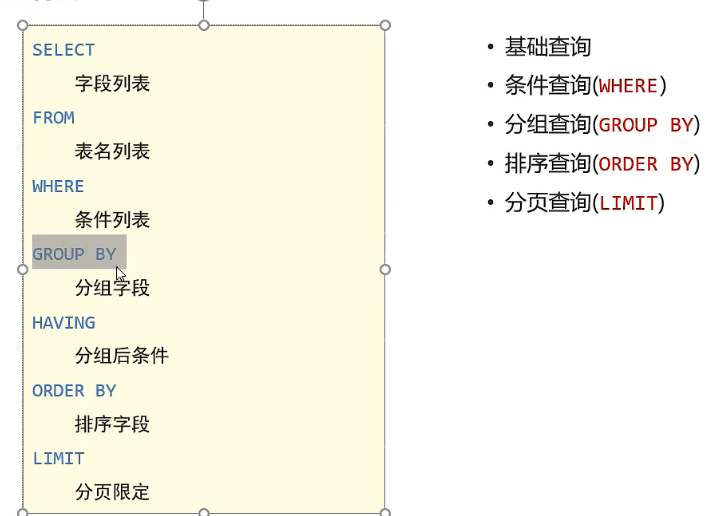 SELECT
字段列表
FROM
表名列表
WHERE
条件列表
GROUP BY
分组字段
HAVING
分组后条件
ORDER BY
排序字段
LIMIT
分页限定
• 基础查询
• 条件查询(WHERE)
• 分组查询(GROUP BY)
• 排序查询(ORDER BY)
• 分页查询(LIMIT)